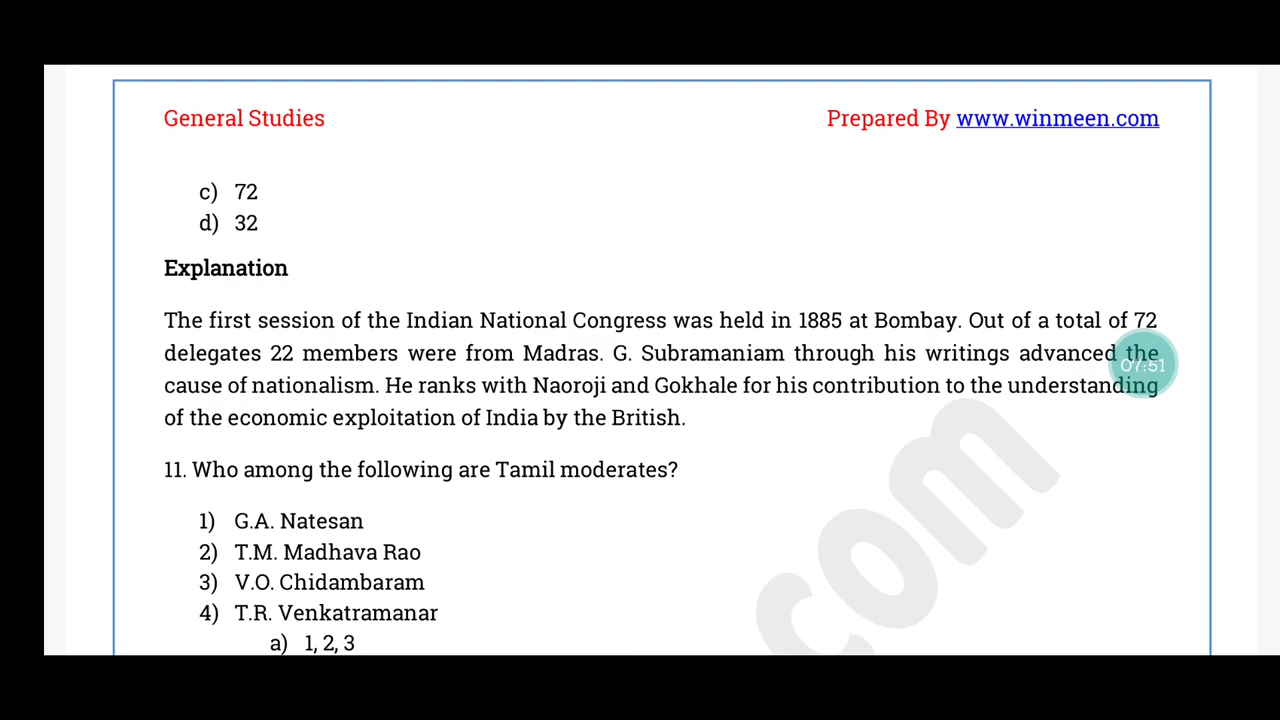 General Studies Prepared By www.winmeen.com
c) 72
d) 32
Explanation
The first session of the Indian National Congress was held in 1885 at Bombay. Out of a total of 72
delegates 22 members were from Madras. G. Subramaniam through his writings advanced the
cause of nationalism. He ranks with Naoroji and Gokhale for his contribution to the understanding
of the economic exploitation of India by the British.
07:51
11. Who among the following are Tamil moderates?
1) G.A. Natesan
2) T.M. Madhava Rao
3) V.O. Chidambaram
4) T.R. Venkatramanar
a) 1, 2, 3
com